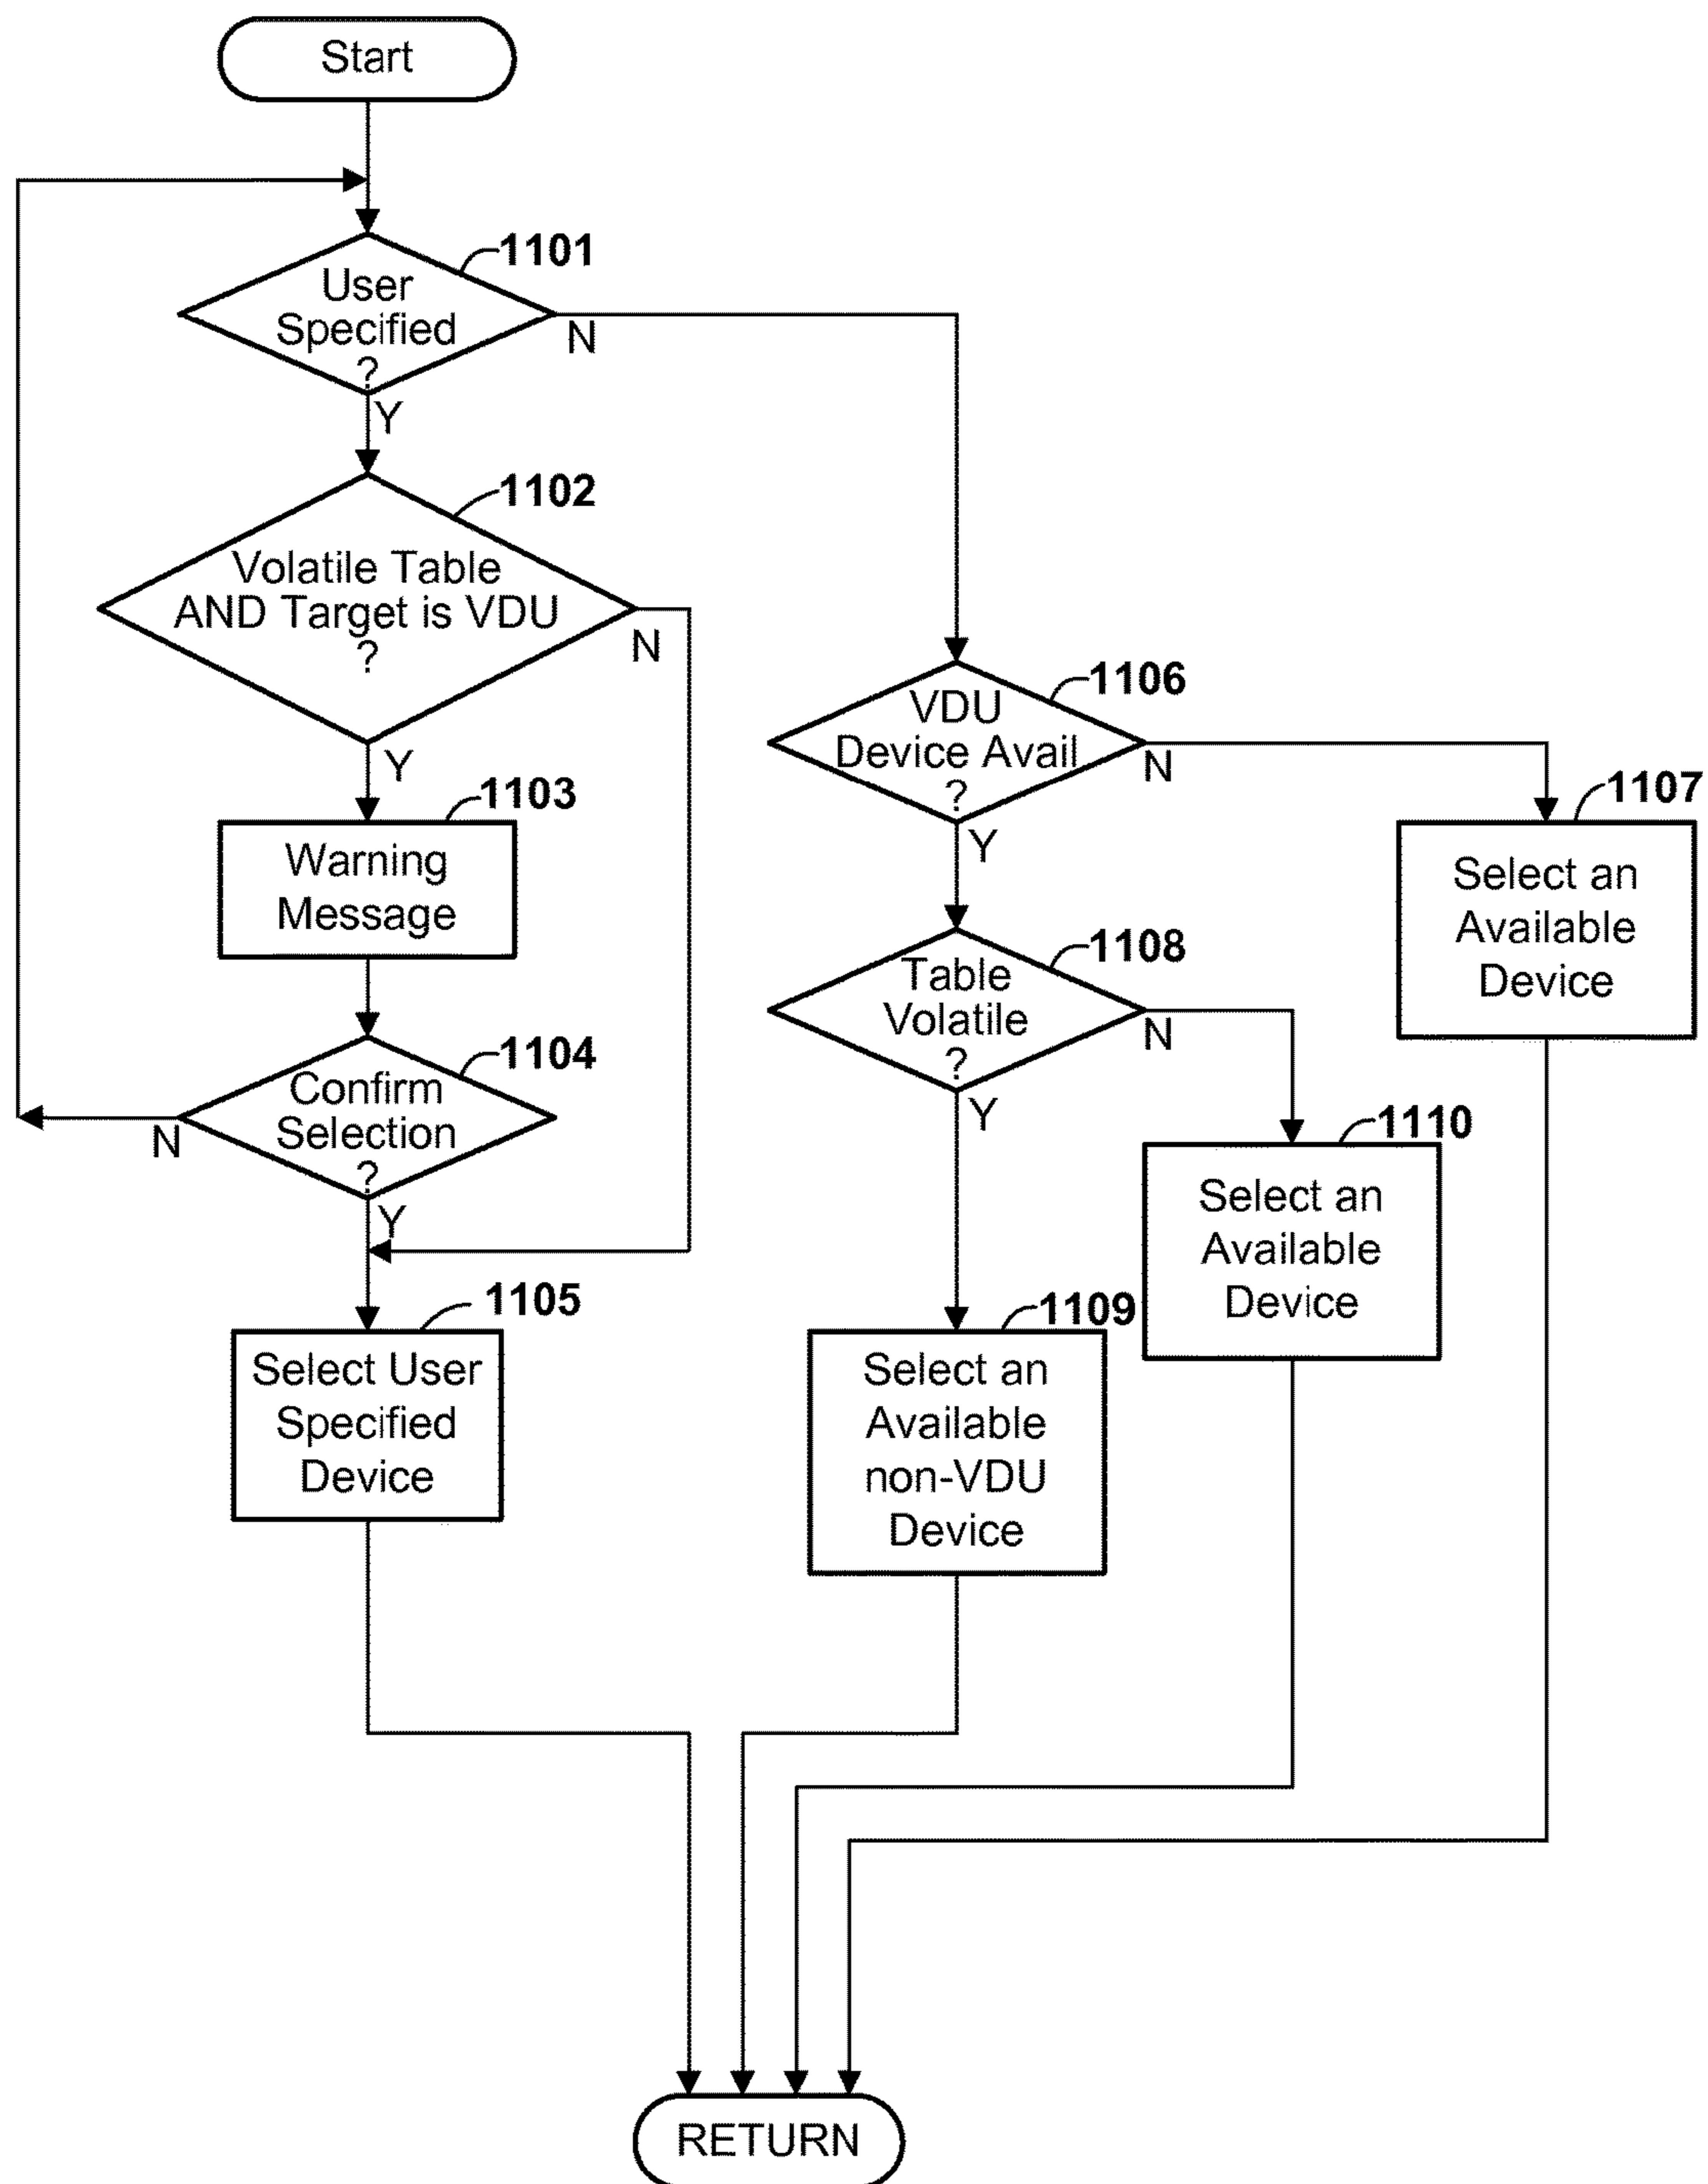 Start
1101
User
Specified
?
N
Y
1102
Volatile Table
AND Target is VDU
?
N
Y
1103
Warning
Message
1104
Confirm
Selection
?
N
Y
1105
Select User
Specified
Device
1106
VDU
Device Avail
?
N
Y
1107
Select an
Available
Device
1108
Table
Volatile
?
N
Y
1109
Select an
Available
non-VDU
Device
1110
Select an
Available
Device
RETURN